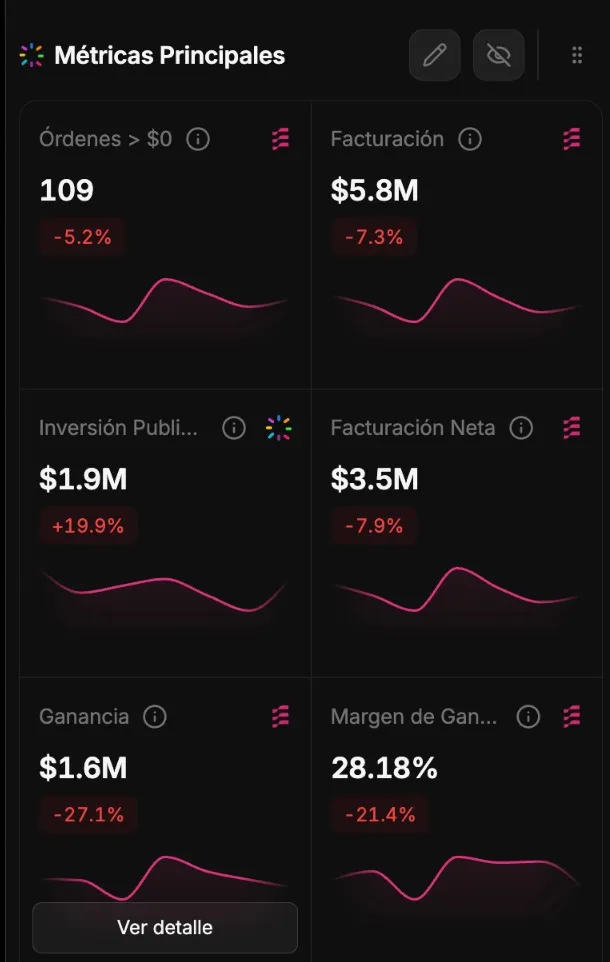 Métricas Principales
Órdenes > $0
Facturación
109
$5.8M
-5.2%
-7.3%
Inversión Publi...
Facturación Neta
$1.9M
$3.5M
+19.9%
-7.9%
Ganancia
Margen de Gan...
$1.6M
28.18%
-27.1%
-21.4%
Ver detalle